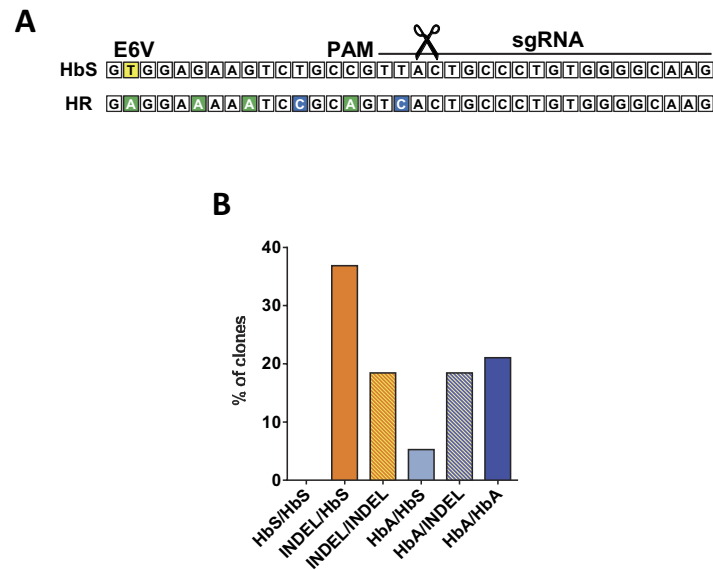 A
E6V PAM sgRNA
HbS GTGGAGAAGTCTGCCGTTACTGCCCTGTGGGGCAAG
HR GAGGAAAAATCCGCAGTCACTGCCCTGTGGGGCAAG
B
% of clones
40
30
20
10
0
HbS/HbS
INDEL/HbS
INDEL/INDEL
HbA/HbS
HbA/INDEL
HbA/HbA